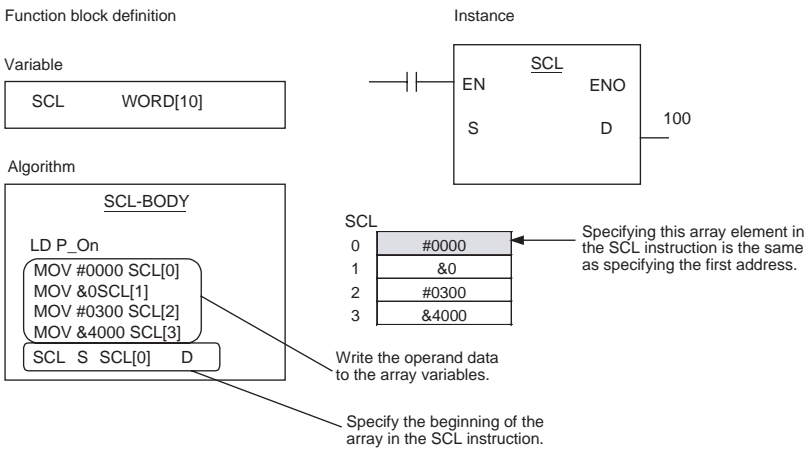 Function block definition
Instance
Variable
SCL WORD[10]
SCL
EN ENO
S D
100
Algorithm
SCL-BODY
LD P_On
MOV #0000 SCL[0]
MOV &0SCL[1]
MOV #0300 SCL[2]
MOV &4000 SCL[3]
SCL S SCL[0] D
SCL
0 #0000
1 &0
2 #0300
3 &4000
Specifying this array element in
the SCL instruction is the same
as specifying the first address.
Write the operand data
to the array variables.
Specify the beginning of the
array in the SCL instruction.